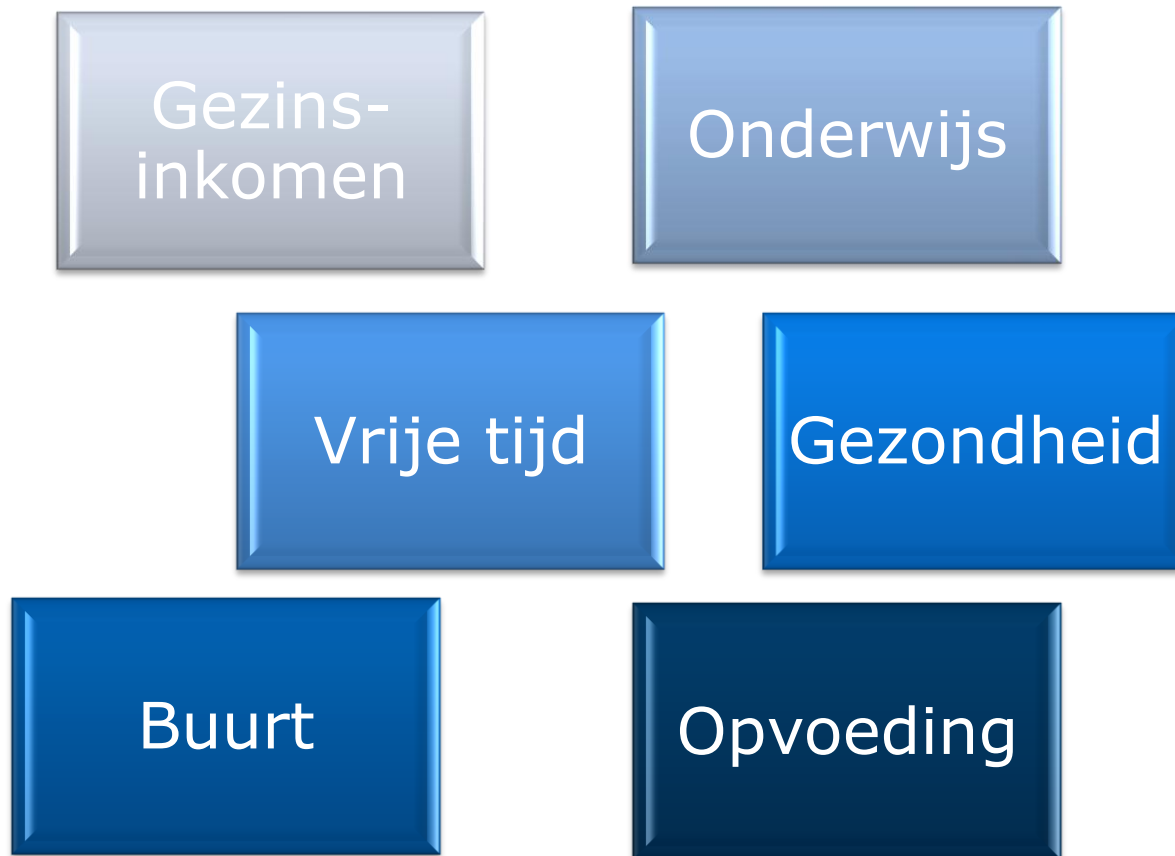 Gezins-
inkomen
Onderwijs
Vrije tijd
Gezondheid
Buurt
Opvoeding